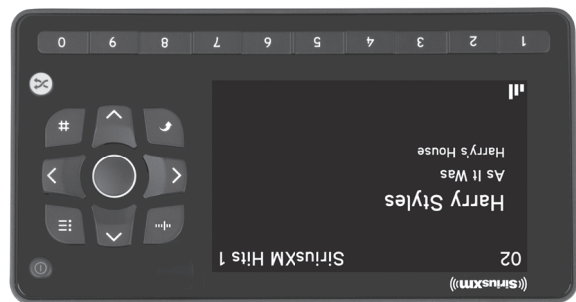 ((SiriusXM))
02 SiriusXM Hits 1
Harry Styles
As It Was
Harry's House
1 2 3 4 5 6 7 8 9 0
#